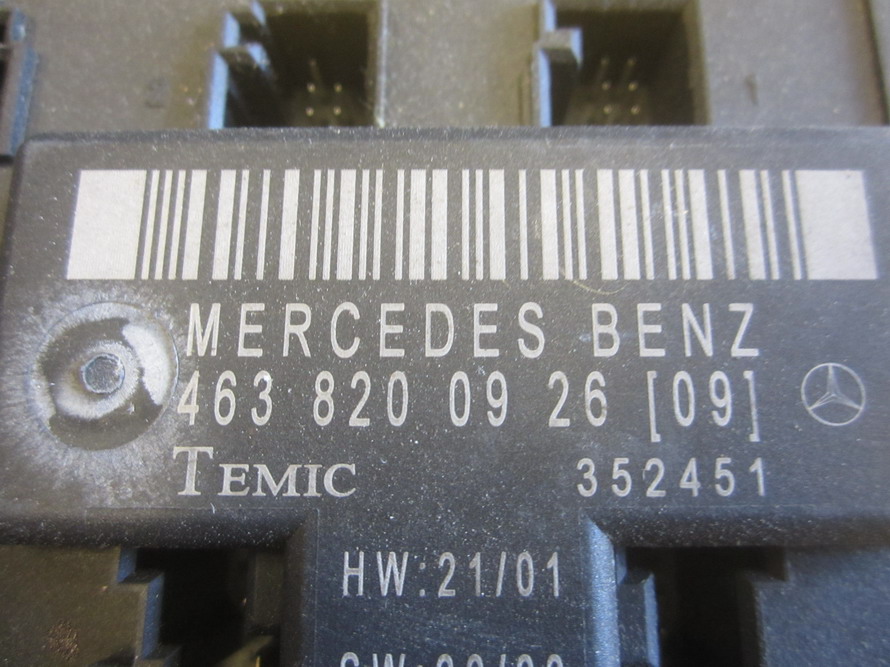 MERCEDES BENZ
463 820 09 26 [09]
TEMIC 352451
HW:21/01